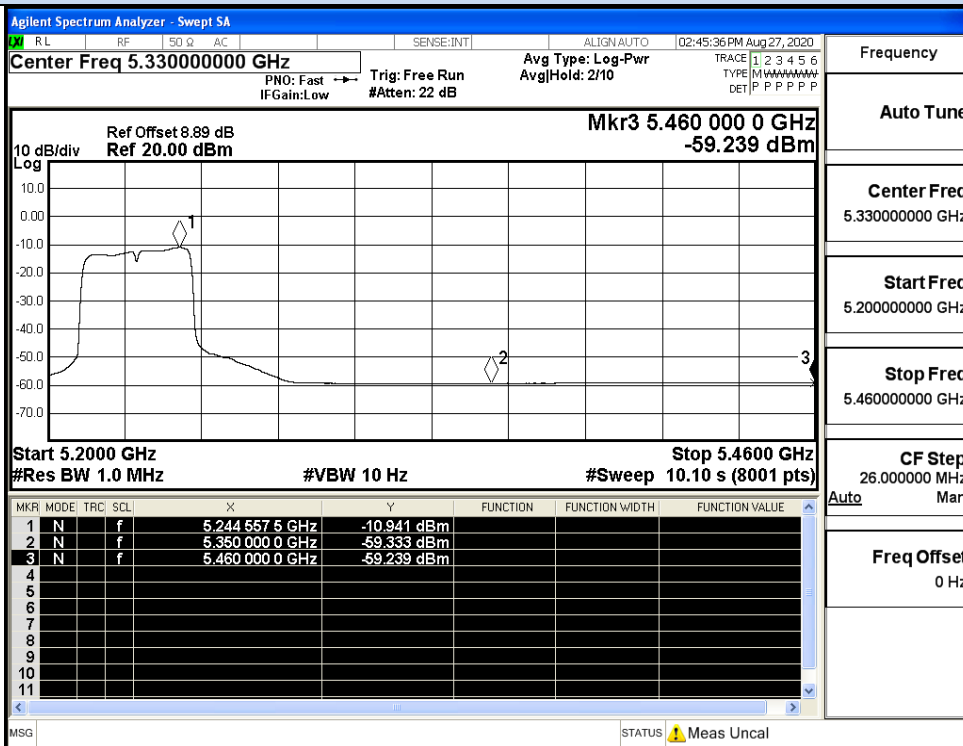 Agilent Spectrum Analyzer - Swept SA
LXI RL RF 50 Ω AC SENSE:INT ALIGN AUTO 02:45:36 PM Aug 27, 2020
Center Freq 5.330000000 GHz
PNO: Fast
IFGain:Low
Trig: Free Run
#Atten: 22 dB
Avg Type: Log-Pwr
Avg|Hold: 2/10
TRACE 1 2 3 4 5 6
TYPE M WWWWW
DET P P P P P P
Mkr3 5.460 000 0 GHz
-59.239 dBm
Ref Offset 8.89 dB
10 dB/div Ref 20.00 dBm
Log
10.0
0.00
-10.0
-20.0
-30.0
-40.0
-50.0
-60.0
-70.0
1
2
3
Start 5.2000 GHz Stop 5.4600 GHz
#Res BW 1.0 MHz #VBW 10 Hz #Sweep 10.10 s (8001 pts)
MKR MODE TRC SCL X Y FUNCTION FUNCTION WIDTH FUNCTION VALUE
1 N f 5.244 557 5 GHz -10.941 dBm
2 N f 5.350 000 0 GHz -59.333 dBm
3 N f 5.460 000 0 GHz -59.239 dBm
4
5
6
7
8
9
10
11
MSG STATUS Meas Uncal
Frequency
Auto Tune
Center Freq
5.330000000 GHz
Start Freq
5.200000000 GHz
Stop Freq
5.460000000 GHz
CF Step
26.000000 MHz
Auto Man
Freq Offset
0 Hz